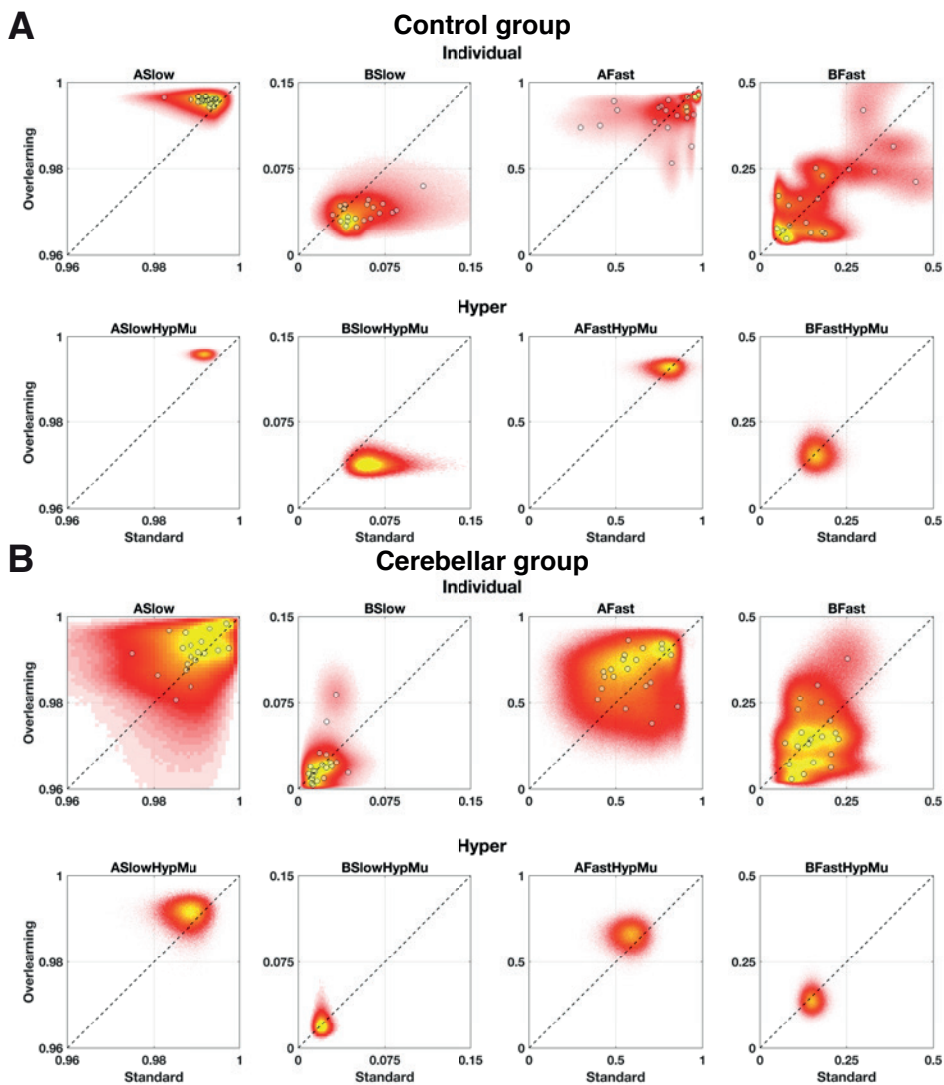 A
Control group
Individual
ASlow BSlow AFast BFast
1 0.15 1 0.5
Overlearning
0.98 0.075 0.5 0.25
0.96 0 0 0
0.96 0.98 1 0 0.075 0.15 0 0.5 1 0 0.25 0.5
Hyper
ASlowHypMu BSlowHypMu AFastHypMu BFastHypMu
1 0.15 1 0.5
Overlearning
0.98 0.075 0.5 0.25
0.96 0 0 0
0.96 0.98 1 0 0.075 0.15 0 0.5 1 0 0.25 0.5
Standard Standard Standard Standard
B
Cerebellar group
Individual
ASlow BSlow AFast BFast
1 0.15 1 0.5
Overlearning
0.98 0.075 0.5 0.25
0.96 0 0 0
0.96 0.98 1 0 0.075 0.15 0 0.5 1 0 0.25 0.5
Hyper
ASlowHypMu BSlowHypMu AFastHypMu BFastHypMu
1 0.15 1 0.5
Overlearning
0.98 0.075 0.5 0.25
0.96 0 0 0
0.96 0.98 1 0 0.075 0.15 0 0.5 1 0 0.25 0.5
Standard Standard Standard Standard